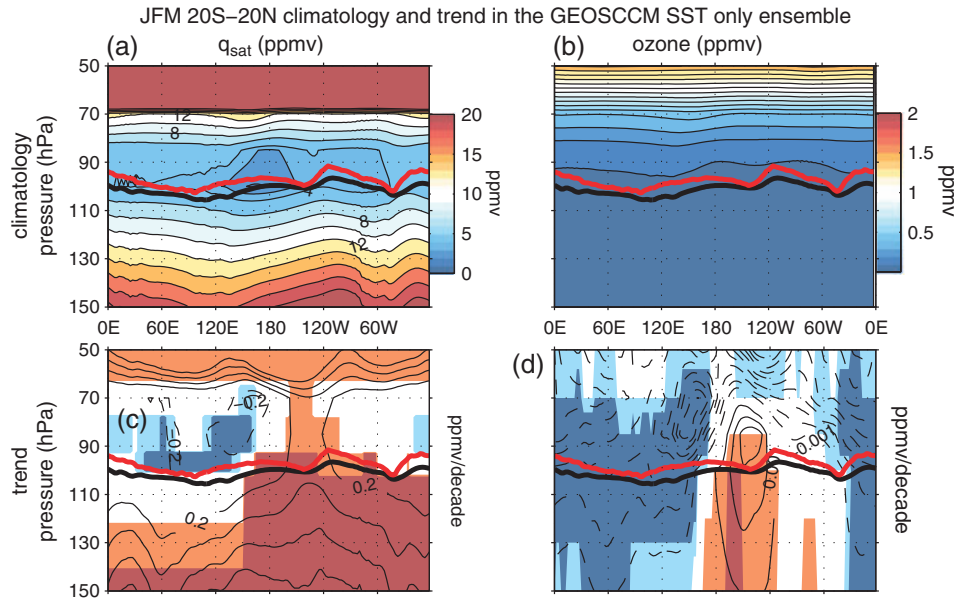 JFM 20S−20N climatology and trend in the GEOSCCM SST only ensemble
(a) qsat (ppmv)
(b) ozone (ppmv)
climatology
pressure (hPa)
50
70
90
110
130
150
12
8
8
12
20
15
10
5
0
ppmv
2
1.5
1
0.5
ppmv
0E 60E 120E 180 120W 60W
0E 60E 120E 180 120W 60W 0E
trend
pressure (hPa)
50
70
90
110
130
150
(c)
−0.2
−0.2
0.2
0.2
ppmv/decade
(d)
0.001
ppmv/decade